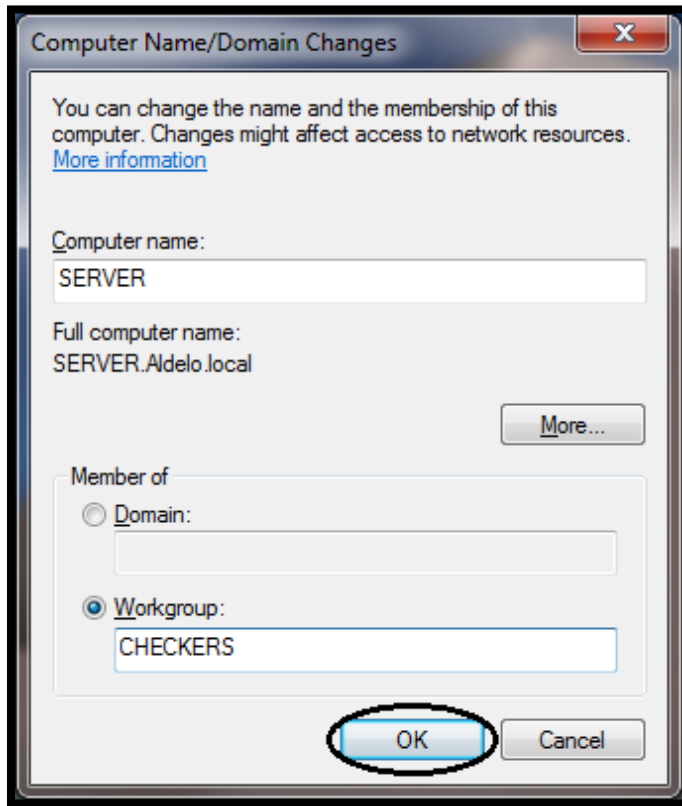 Computer Name/Domain Changes
You can change the name and the membership of this
computer. Changes might affect access to network resources.
More information
Computer name:
SERVER
Full computer name:
SERVER.Aldelo.local
More...
Member of
Domain:
Workgroup:
CHECKERS
OK
Cancel